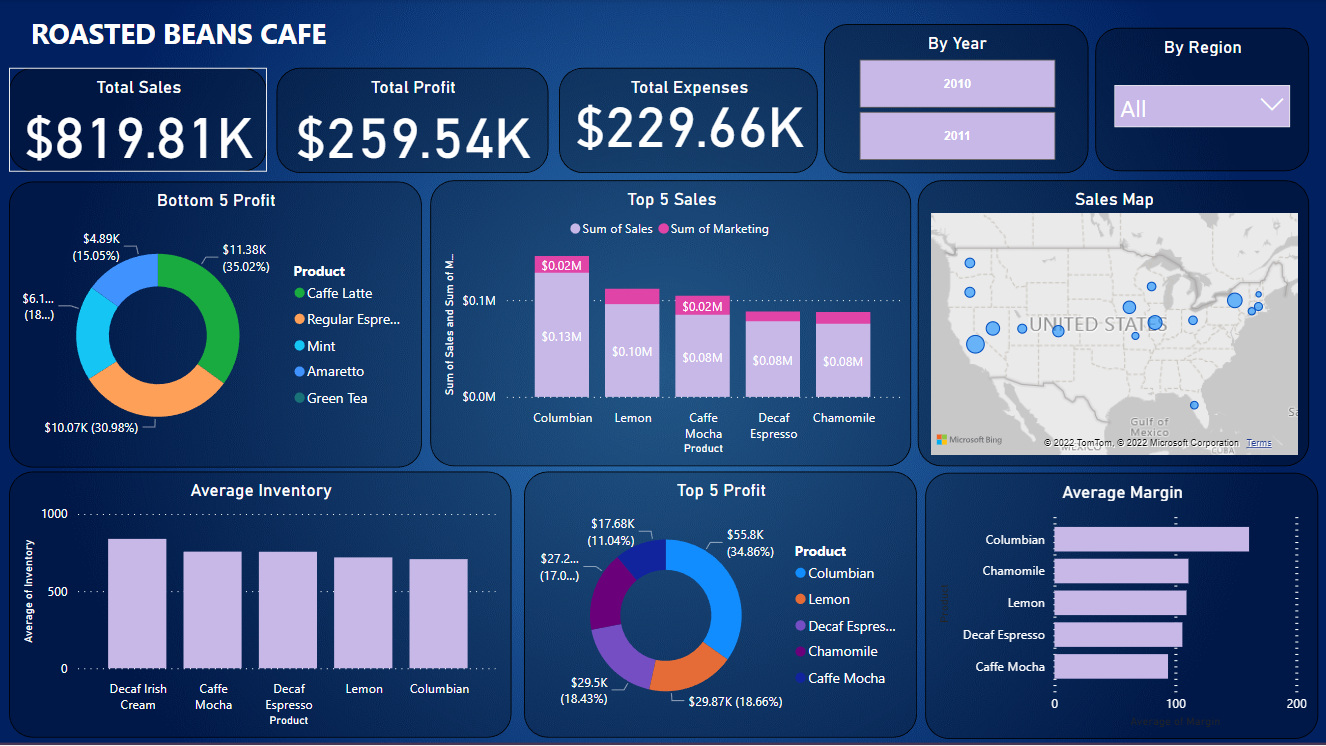 ROASTED BEANS CAFE
Total Sales
$819.81K
Total Profit
$259.54K
Total Expenses
$229.66K
By Year
2010
2011
By Region
All
Bottom 5 Profit
$4.89K
(15.05%)
$11.38K
(35.02%)
$6.1...
(18...)
$10.07K (30.98%)
Product
Caffe Latte
Regular Espre...
Mint
Amaretto
Green Tea
Top 5 Sales
Sum of Sales
Sum of Marketing
Sum of Sales and Sum of M...
$0.1M
$0.0M
$0.02M
$0.13M
$0.10M
$0.02M
$0.08M
$0.08M
$0.08M
Columbian
Lemon
Caffe
Mocha
Decaf
Espresso
Chamomile
Product
Sales Map
UNITED STATES
Gulf of
Mexico
MEXICO
CUBA
Sa
Microsoft Bing
© 2022 TomTom, © 2022 Microsoft Corporation Terms
Average Inventory
Average of Inventory
1000
500
0
Decaf Irish
Cream
Caffe
Mocha
Decaf
Espresso
Lemon
Columbian
Product
Top 5 Profit
$17.68K
(11.04%)
$55.8K
(34.86%)
$27.2...
(17.0...)
$29.5K
(18.43%)
$29.87K (18.66%)
Product
Columbian
Lemon
Decaf Espres...
Chamomile
Caffe Mocha
Average Margin
Product
Columbian
Chamomile
Lemon
Decaf Espresso
Caffe Mocha
0
100
200
Average of Margin